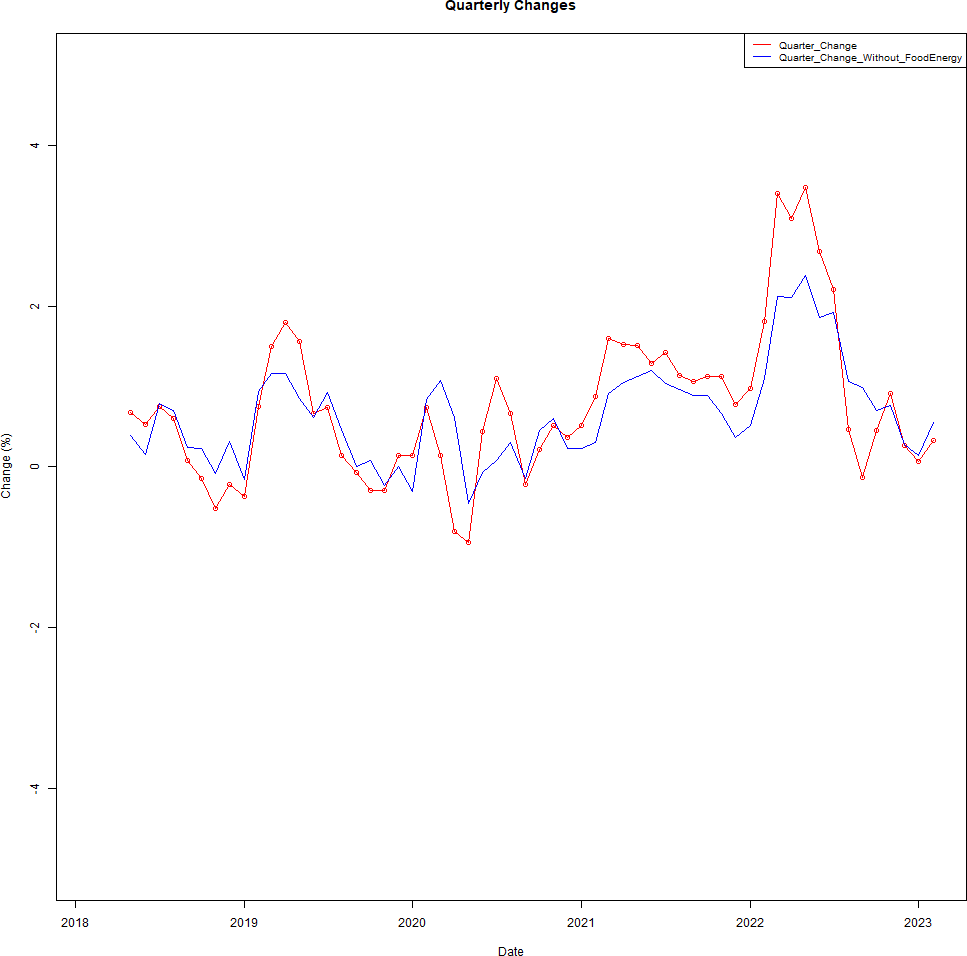 Quarterly Changes
Quarter_Change
Quarter_Change_Without_FoodEnergy
4
2
0
-2
-4
Change (%)
2018 2019 2020 2021 2022 2023
Date